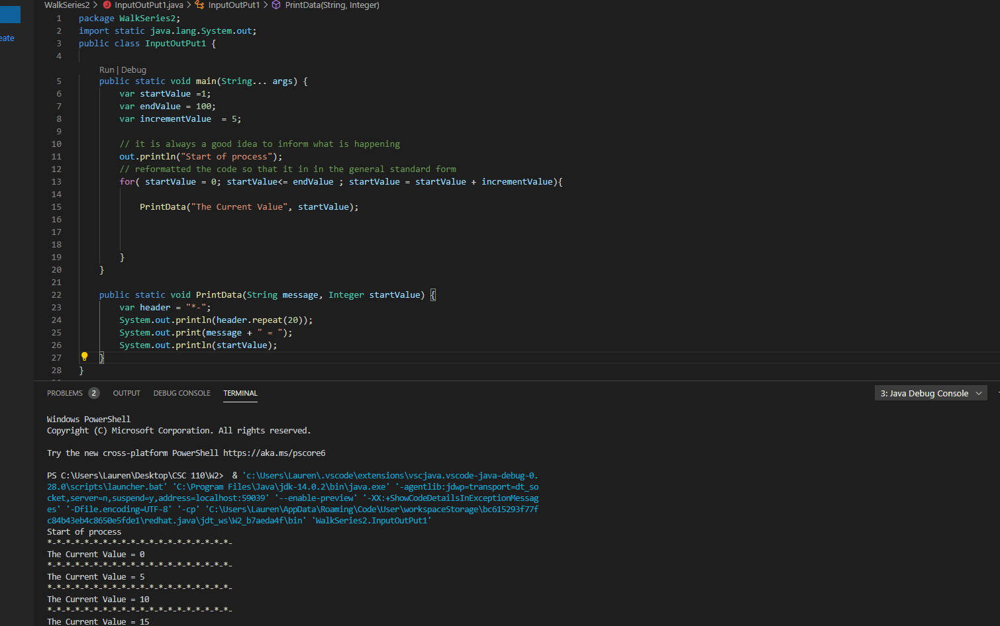 WalkSeries2 > InputOutPut1.java > InputOutPut1 > PrintData(String, Integer)
eate
1 package WalkSeries2;
2 import static java.lang.System.out;
3 public class InputOutPut1 {
4
Run | Debug
5 public static void main(String... args) {
6 var startValue =1;
7 var endValue = 100;
8 var incrementValue  = 5;
9
10 // it is always a good idea to inform what is happening
11 out.println("Start of process");
12 // reformatted the code so that it in in the general standard form
13 for( startValue = 0; startValue<= endValue ; startValue = startValue + incrementValue){
14
15 PrintData("The Current Value", startValue);
16
17
18
19 }
20 }
21
22 public static void PrintData(String message, Integer startValue) {
23 var header = "*-";
24 System.out.println(header.repeat(20));
25 System.out.print(message + " = ");
26 System.out.println(startValue);
27 }
28 }
PROBLEMS 2 OUTPUT DEBUG CONSOLE TERMINAL 3: Java Debug Console
Windows PowerShell
Copyright (C) Microsoft Corporation. All rights reserved.
Try the new cross-platform PowerShell https://aka.ms/pscore6
PS C:\Users\Lauren\Desktop\CSC 110\W2>  & 'c:\Users\Lauren\.vscode\extensions\vscjava.vscode-java-debug-0.
28.0\scripts\launcher.bat' 'C:\Program Files\Java\jdk-14.0.2\bin\java.exe' '-agentlib:jdwp=transport=dt_so
cket,server=n,suspend=y,address=localhost:59039' '--enable-preview' '-XX:+ShowCodeDetailsInExceptionMessag
es' '-Dfile.encoding=UTF-8' '-cp' 'C:\Users\Lauren\AppData\Roaming\Code\User\workspaceStorage\bc615293f77f
c84b43eb4c8650e5fde1\redhat.java\jdt_ws\W2_b7aeda4f\bin' 'WalkSeries2.InputOutPut1'
Start of process
*-*-*-*-*-*-*-*-*-*-*-*-*-*-*-*-*-*-*-*-
The Current Value = 0
*-*-*-*-*-*-*-*-*-*-*-*-*-*-*-*-*-*-*-*-
The Current Value = 5
*-*-*-*-*-*-*-*-*-*-*-*-*-*-*-*-*-*-*-*-
The Current Value = 10
*-*-*-*-*-*-*-*-*-*-*-*-*-*-*-*-*-*-*-*-
The Current Value = 15